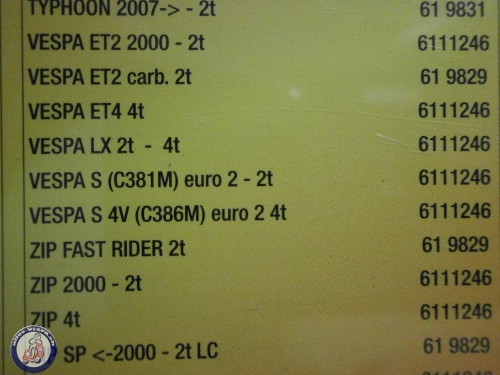 TYPHOON 2007-> - 2t 61 9831
VESPA ET2 2000 - 2t 6111246
VESPA ET2 carb. 2t 61 9829
VESPA ET4 4t 6111246
VESPA LX 2t - 4t 6111246
VESPA S (C381M) euro 2 - 2t 6111246
VESPA S 4V (C386M) euro 2 4t 6111246
ZIP FAST RIDER 2t 61 9829
ZIP 2000 - 2t 6111246
ZIP 4t 6111246
SP <-2000 - 2t LC 61 9829